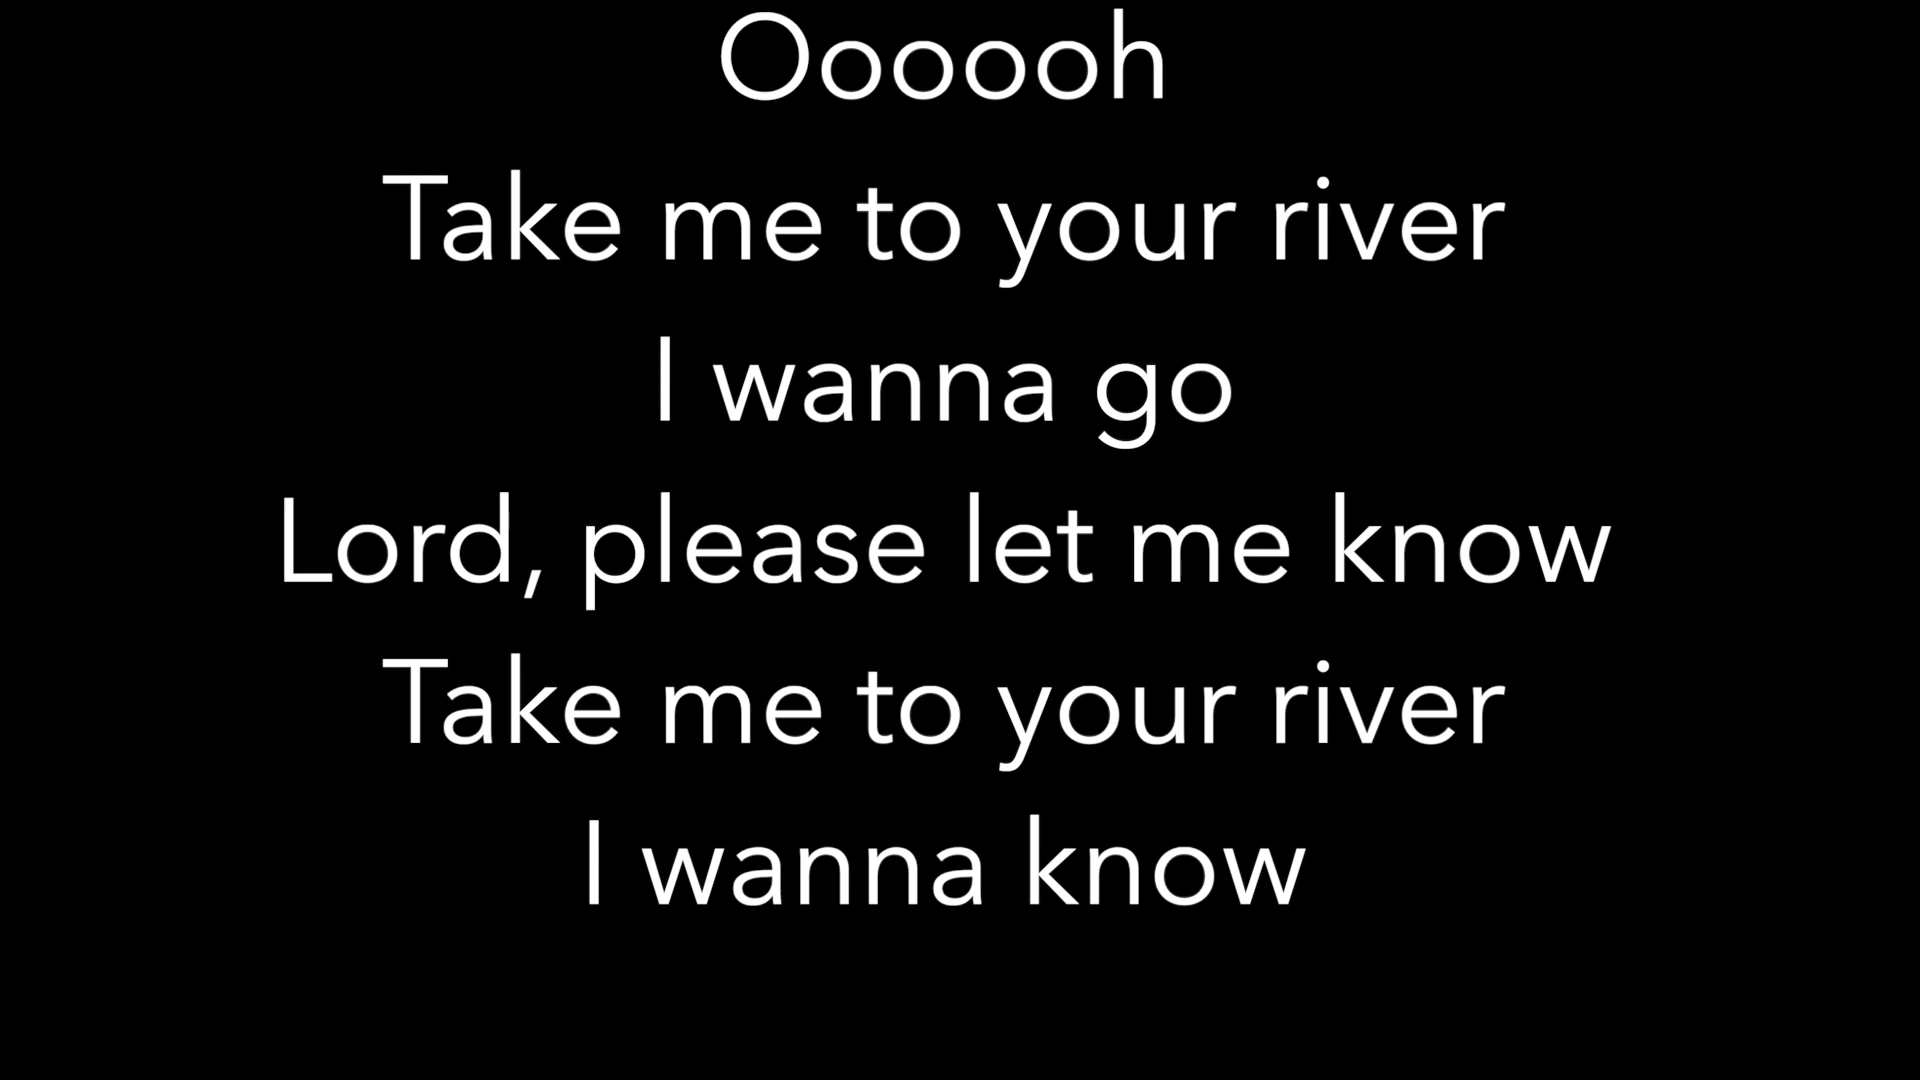 Oooooh
Take me to your river
I wanna go
Lord, please let me know
Take me to your river
I wanna know